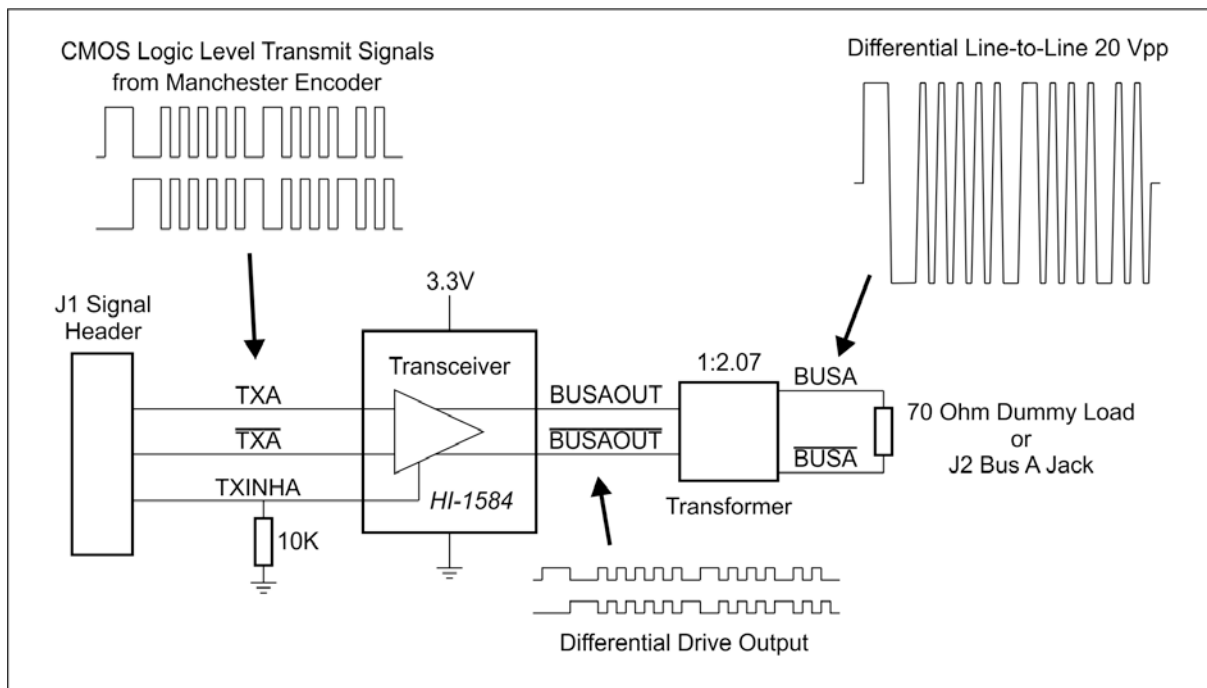 CMOS Logic Level Transmit Signals
from Manchester Encoder
Differential Line-to-Line 20 Vpp
J1 Signal
Header
3.3V
Transceiver
1:2.07
TXA
TXA
TXINHA
HI-1584
10K
BUSAOUT
BUSAOUT
BUSA
BUSA
Transformer
70 Ohm Dummy Load
or
J2 Bus A Jack
Differential Drive Output